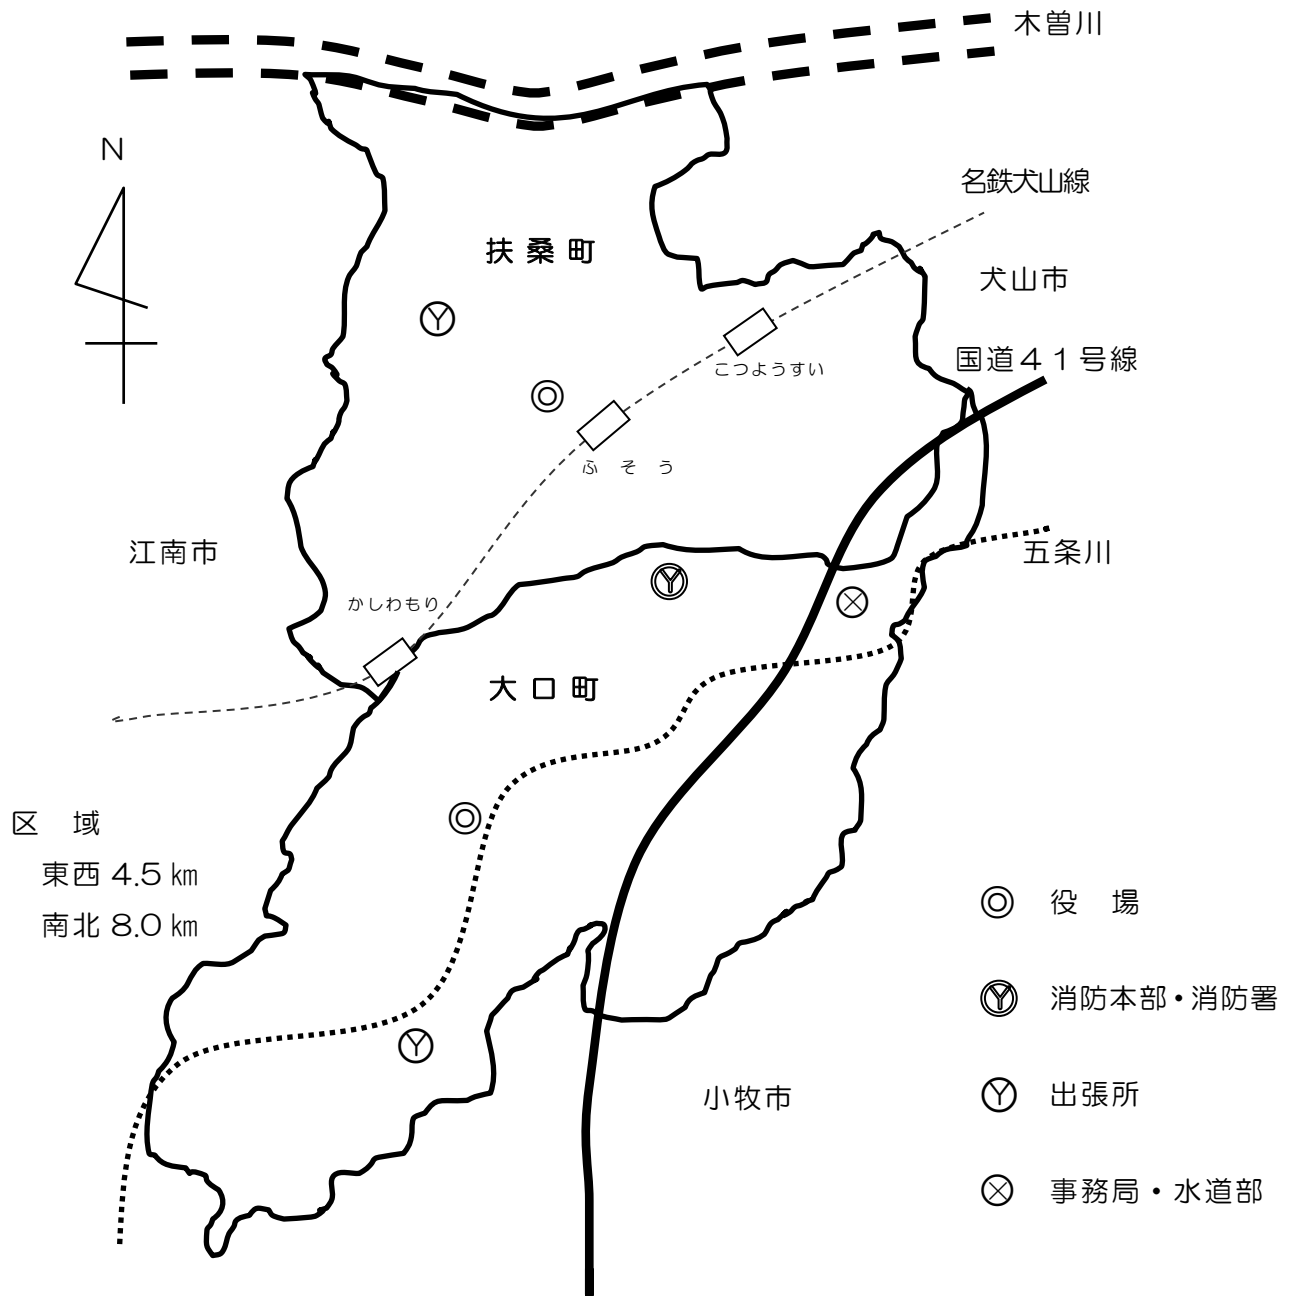 木曽川
N
名鉄犬山線
扶桑町
犬山市
国道41号線
こつようすい
ふそう
江南市
五条川
かしわもり
大口町
区 域
東西 4.5 ㎞
南北 8.0 ㎞
役 場
消防本部・消防署
小牧市
出張所
事務局・水道部